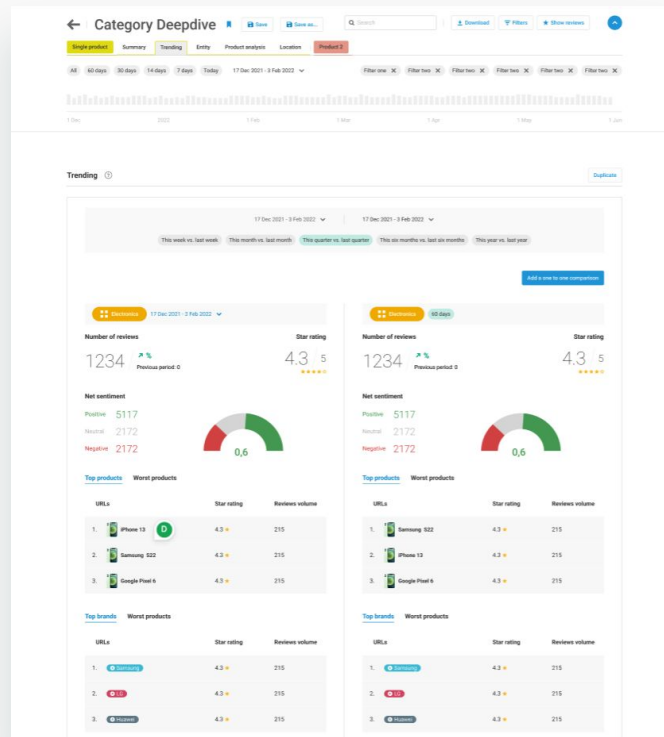 Category Deepdive Save Save as... Search Download Filters Show reviews
Single product Summary Trending Entity Product analysis Location Product 2
All 60 days 30 days 14 days 7 days Today 17 Dec 2021 - 3 Feb 2022 Filter one X Filter two X Filter two X Filter two X Filter two X Filter two X
1 Dec 2020 1 Feb 1 Mar 1 Apr 1 May 1 Jun
Trending Duplicate
17 Dec 2021 - 3 Feb 2022 17 Dec 2021 - 3 Feb 2022
This week vs. last week This month vs. last month This quarter vs. last quarter This six months vs. last six months This year vs. last year
Add a one to one comparison
Electronics 17 Dec 2021 - 3 Feb 2022 Electronics 60 days
Number of reviews Star rating Number of reviews Star rating
1234 % Previous period: 0 4.3 5 1234 % Previous period: 0 4.3 5
Net sentiment Net sentiment
Positive 5117 Positive 5117
Neutral 2172 Neutral 2172
Negative 2172 0,6 Negative 2172 0,6
Top products Worst products Top products Worst products
URLs Star rating Reviews volume URLs Star rating Reviews volume
1. iPhone 13 D 4.3 215 1. Samsung S22 4.3 215
2. Samsung S22 4.3 215 2. iPhone 13 4.3 215
3. Google Pixel 6 4.3 215 3. Google Pixel 6 4.3 215
Top brands Worst products Top brands Worst products
URLs Star rating Reviews volume URLs Star rating Reviews volume
1. Samsung 4.3 215 1. Samsung 4.3 215
2. LG 4.3 215 2. LG 4.3 215
3. Huawei 4.3 215 3. Huawei 4.3 215